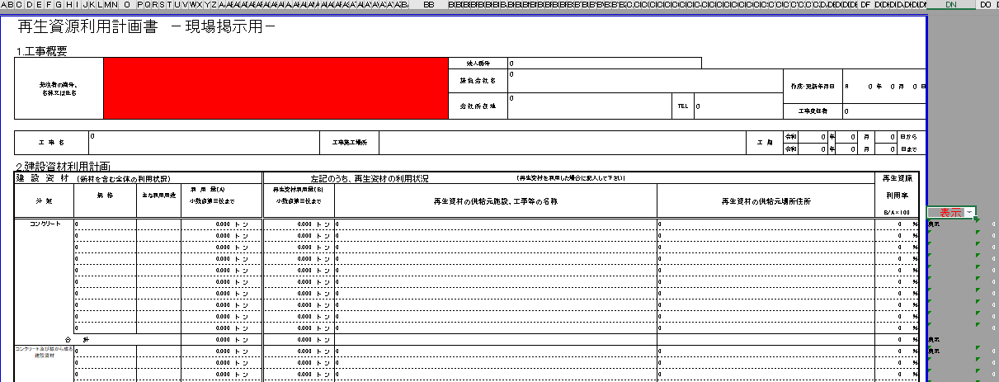 再生資源利用計画書 －現場掲示用－
1.工事概要
発注者の商号、
名称又は氏名
法人番号 0
請負会社名 0
会社所在地 0 TEL 0
作成・更新年月日 R 0 年 0 月 0 日
工事責任者 0
工事名 0 工事施工場所 工期
令和 0 年 0 月 0 日から
令和 0 年 0 月 0 日まで
2.建設資材利用計画
建設資材 (新材を含む全体の利用状況) 左記のうち、再生資材の利用状況 (再生資材を利用した場合に記入して下さい) 再生資源
利用率
B/A×100
分類 規格 主な利用用途 利用量(A)
小数点第三位まで
再生資材利用量(B)
小数点第三位まで
再生資材の供給元施設、工事等の名称 再生資材の供給元場所住所
表示
コンクリート 0 0.000 トン 0.000 トン 0 0 0 % 表示 0
0 0.000 トン 0.000 トン 0 0 0 % 0
0 0.000 トン 0.000 トン 0 0 0 % 0
0 0.000 トン 0.000 トン 0 0 0 % 0
0 0.000 トン 0.000 トン 0 0 0 % 0
0 0.000 トン 0.000 トン 0 0 0 % 0
0 0.000 トン 0.000 トン 0 0 0 % 0
0 0.000 トン 0.000 トン 0 0 0 % 0
0 0.000 トン 0.000 トン 0 0 0 % 0
0 0.000 トン 0.000 トン 0 0 0 % 0
合計 0.000 トン 0.000 トン 0 % 表示
コンクリート及び鉄から成る
建設資材
0 0.000 トン 0.000 トン 0 0 0 % 表示 0
0 0.000 トン 0.000 トン 0 0 0 % 0
0 0.000 トン 0.000 トン 0 0 0 % 0